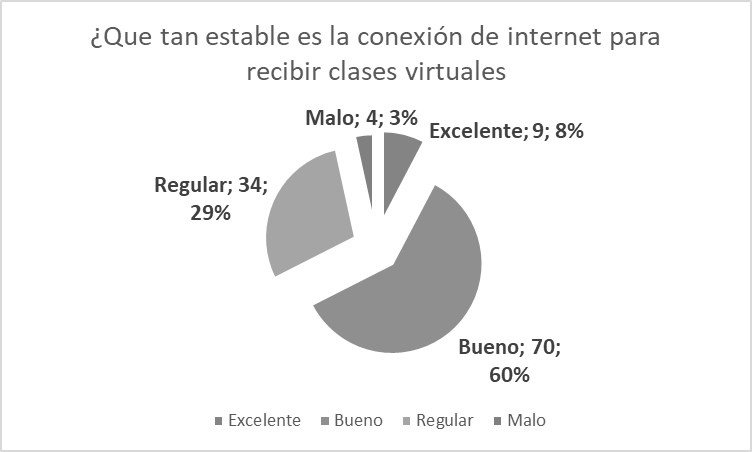 ¿Que tan estable es la conexión de internet para
recibir clases virtuales
Malo; 4; 3%
Excelente; 9; 8%
Regular; 34;
29%
Bueno; 70;
60%
Excelente
Bueno
Regular
Malo